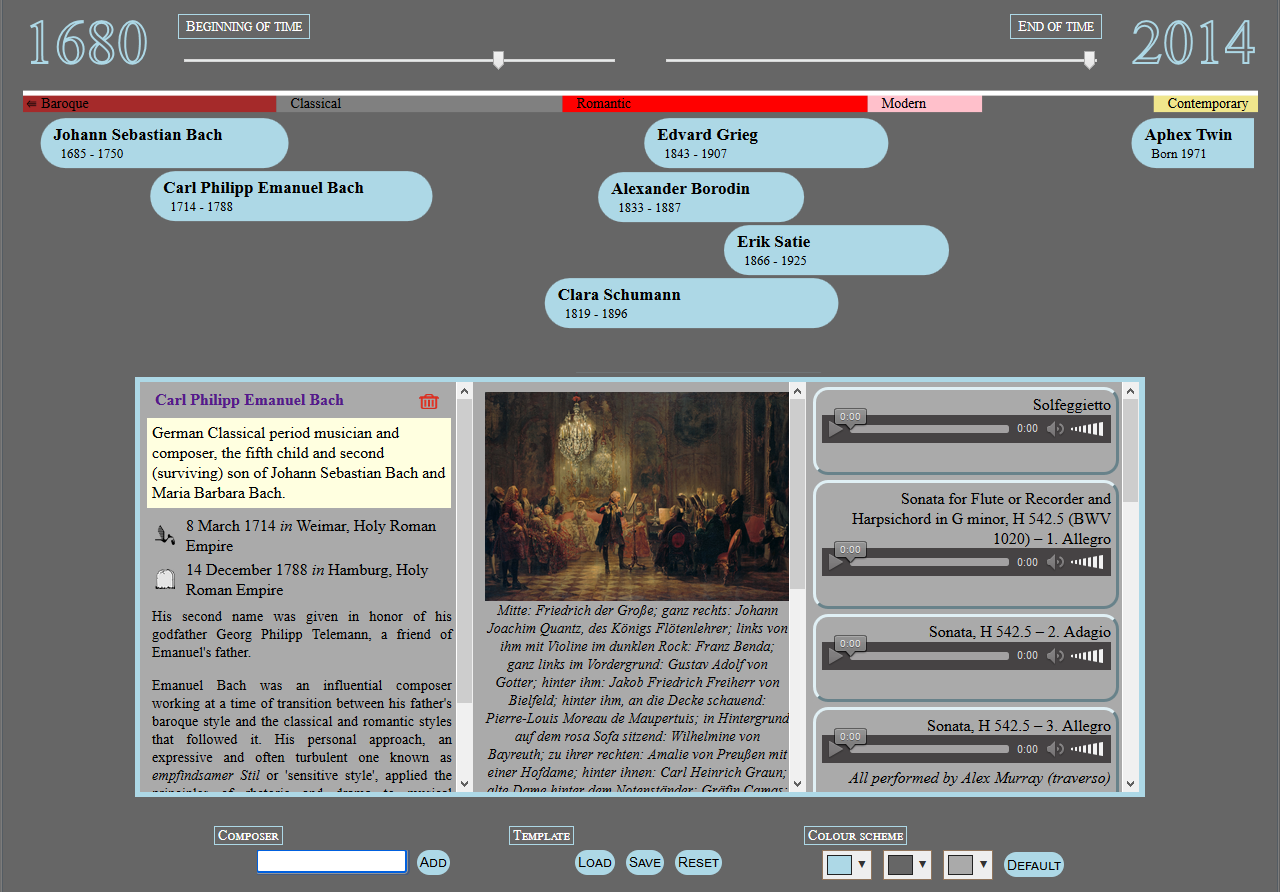 1680
BEGINNING OF TIME
END OF TIME
2014
⇐ Baroque
Classical
Romantic
Modern
Contemporary
Johann Sebastian Bach
1685 - 1750
Edvard Grieg
1843 - 1907
Aphex Twin
Born 1971
Carl Philipp Emanuel Bach
1714 - 1788
Alexander Borodin
1833 - 1887
Erik Satie
1866 - 1925
Clara Schumann
1819 - 1896
Carl Philipp Emanuel Bach
German Classical period musician and
composer, the fifth child and second
(surviving) son of Johann Sebastian Bach and
Maria Barbara Bach.
8 March 1714 in Weimar, Holy Roman
Empire
14 December 1788 in Hamburg, Holy
Roman Empire
His second name was given in honor of his
godfather Georg Philipp Telemann, a friend of
Emanuel's father.
Emanuel Bach was an influential composer
working at a time of transition between his father's
baroque style and the classical and romantic styles
that followed it. His personal approach, an
expressive and often turbulent one known as
empfindsamer Stil or 'sensitive style', applied the
principles of rhetoric and drama to musical
Mitte: Friedrich der Große; ganz rechts: Johann
Joachim Quantz, des Königs Flötenlehrer; links von
ihm mit Violine im dunklen Rock: Franz Benda;
ganz links im Vordergrund: Gustav Adolf von
Gotter; hinter ihm: Jakob Friedrich Freiherr von
Bielfeld; hinter ihm, an die Decke schauend:
Pierre-Louis Moreau de Maupertuis; in Hintergrund
auf dem rosa Sofa sitzend: Wilhelmine von
Bayreuth; zu ihrer rechten: Amalie von Preußen mit
einer Hofdame; hinter ihnen: Carl Heinrich Graun;
alte Dame hinter dem Notenständer: Gräfin Camas;
Solfeggietto
0:00
0:00
Sonata for Flute or Recorder and
Harpsichord in G minor, H 542.5 (BWV
1020) – 1. Allegro
0:00
0:00
Sonata, H 542.5 – 2. Adagio
0:00
0:00
Sonata, H 542.5 – 3. Allegro
0:00
0:00
All performed by Alex Murray (traverso)
COMPOSER
ADD
TEMPLATE
LOAD
SAVE
RESET
COLOUR SCHEME
DEFAULT